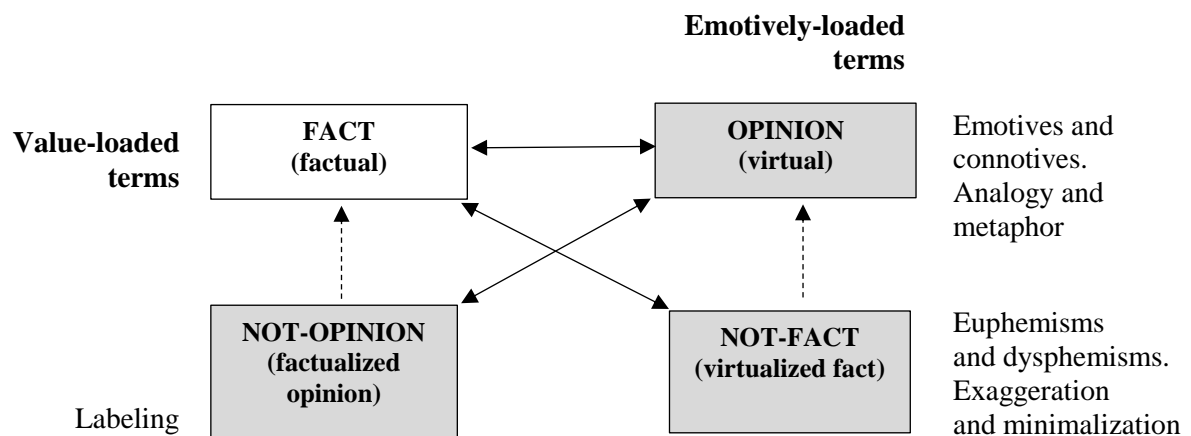 Emotively-loaded
terms
Value-loaded
terms
FACT
(factual)
OPINION
(virtual)
Emotives and
connotives.
Analogy and
metaphor
NOT-OPINION
(factualized
opinion)
NOT-FACT
(virtualized fact)
Euphemisms
and dysphemisms.
Exaggeration
and minimalization
Labeling